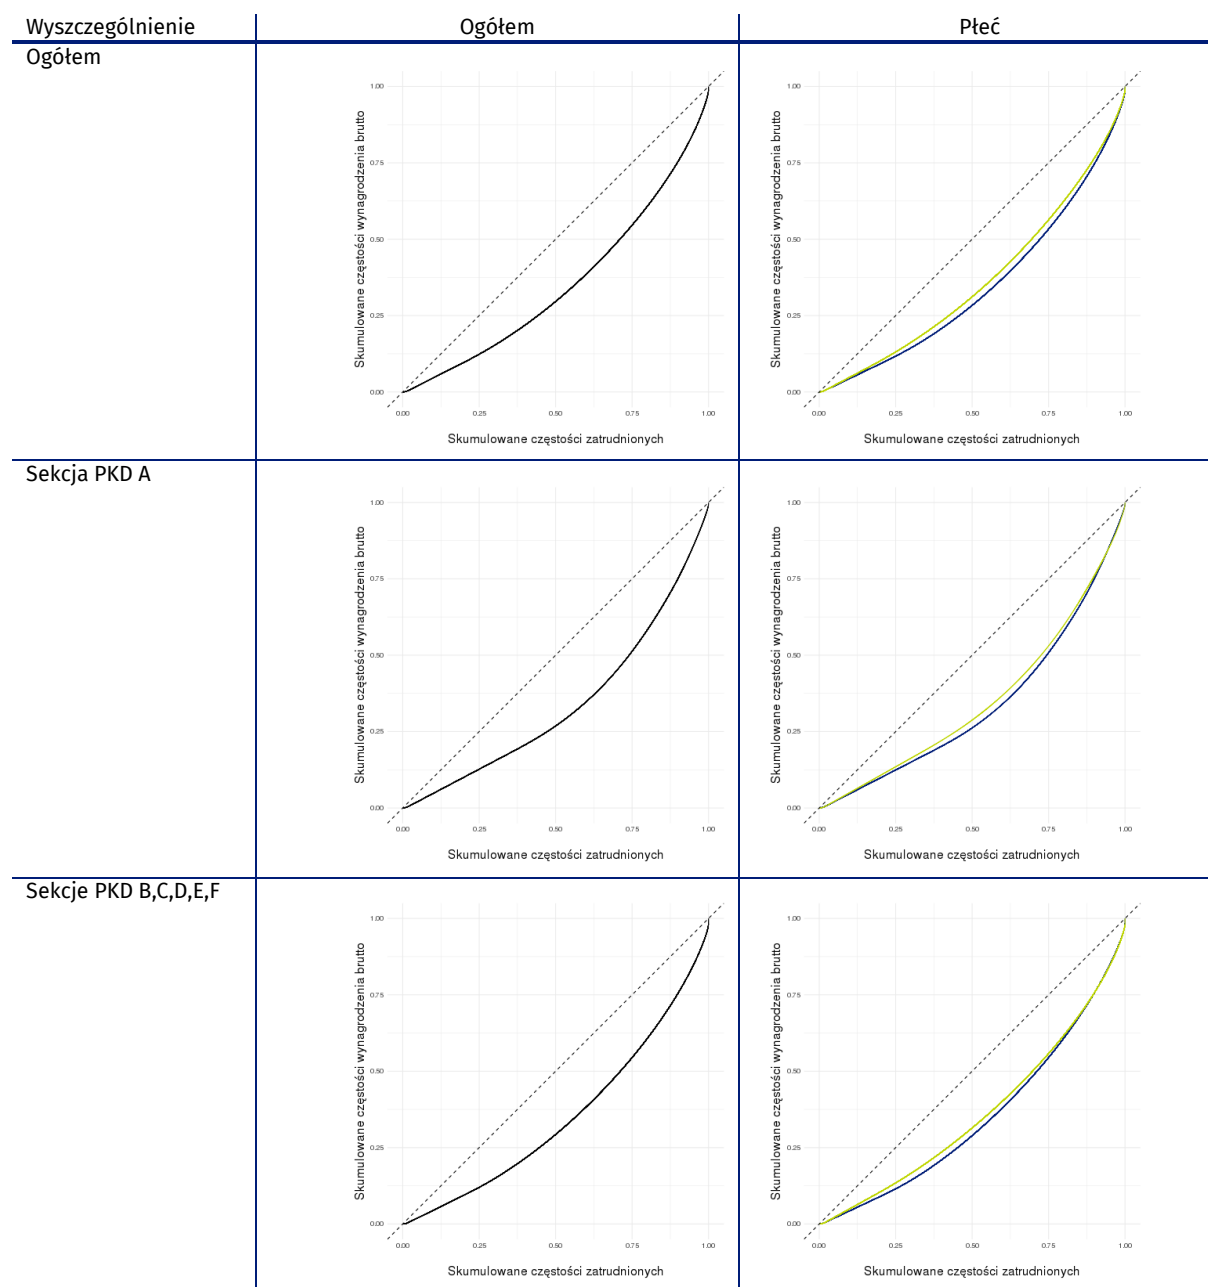 Wyszczególnienie Ogółem Płeć
Ogółem
Skumulowane częstości wynagrodzenia brutto
1.00
0.75
0.50
0.25
0.00
0.00 0.25 0.50 0.75 1.00
Skumulowane częstości zatrudnionych
Skumulowane częstości wynagrodzenia brutto
1.00
0.75
0.50
0.25
0.00
0.00 0.25 0.50 0.75 1.00
Skumulowane częstości zatrudnionych
Sekcja PKD A
Skumulowane częstości wynagrodzenia brutto
1.00
0.75
0.50
0.25
0.00
0.00 0.25 0.50 0.75 1.00
Skumulowane częstości zatrudnionych
Skumulowane częstości wynagrodzenia brutto
1.00
0.75
0.50
0.25
0.00
0.00 0.25 0.50 0.75 1.00
Skumulowane częstości zatrudnionych
Sekcje PKD B,C,D,E,F
Skumulowane częstości wynagrodzenia brutto
1.00
0.75
0.50
0.25
0.00
0.00 0.25 0.50 0.75 1.00
Skumulowane częstości zatrudnionych
Skumulowane częstości wynagrodzenia brutto
1.00
0.75
0.50
0.25
0.00
0.00 0.25 0.50 0.75 1.00
Skumulowane częstości zatrudnionych